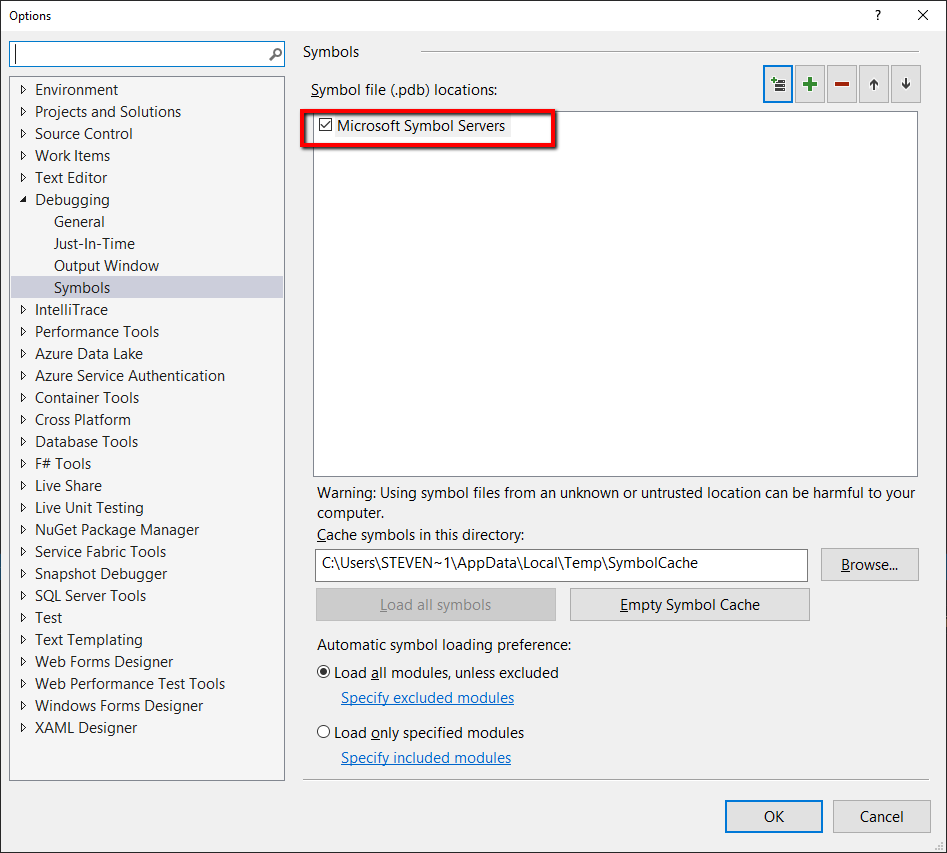 Options
?
Environment
Projects and Solutions
Source Control
Work Items
Text Editor
Debugging
General
Just-In-Time
Output Window
Symbols
IntelliTrace
Performance Tools
Azure Data Lake
Azure Service Authentication
Container Tools
Cross Platform
Database Tools
F# Tools
Live Share
Live Unit Testing
NuGet Package Manager
Service Fabric Tools
Snapshot Debugger
SQL Server Tools
Test
Text Templating
Web Forms Designer
Web Performance Test Tools
Windows Forms Designer
XAML Designer
Symbols
Symbol file (.pdb) locations:
Microsoft Symbol Servers
Warning: Using symbol files from an unknown or untrusted location can be harmful to your
computer.
Cache symbols in this directory:
C:\Users\STEVEN~1\AppData\Local\Temp\SymbolCache
Browse...
Load all symbols
Empty Symbol Cache
Automatic symbol loading preference:
Load all modules, unless excluded
Specify excluded modules
Load only specified modules
Specify included modules
OK
Cancel